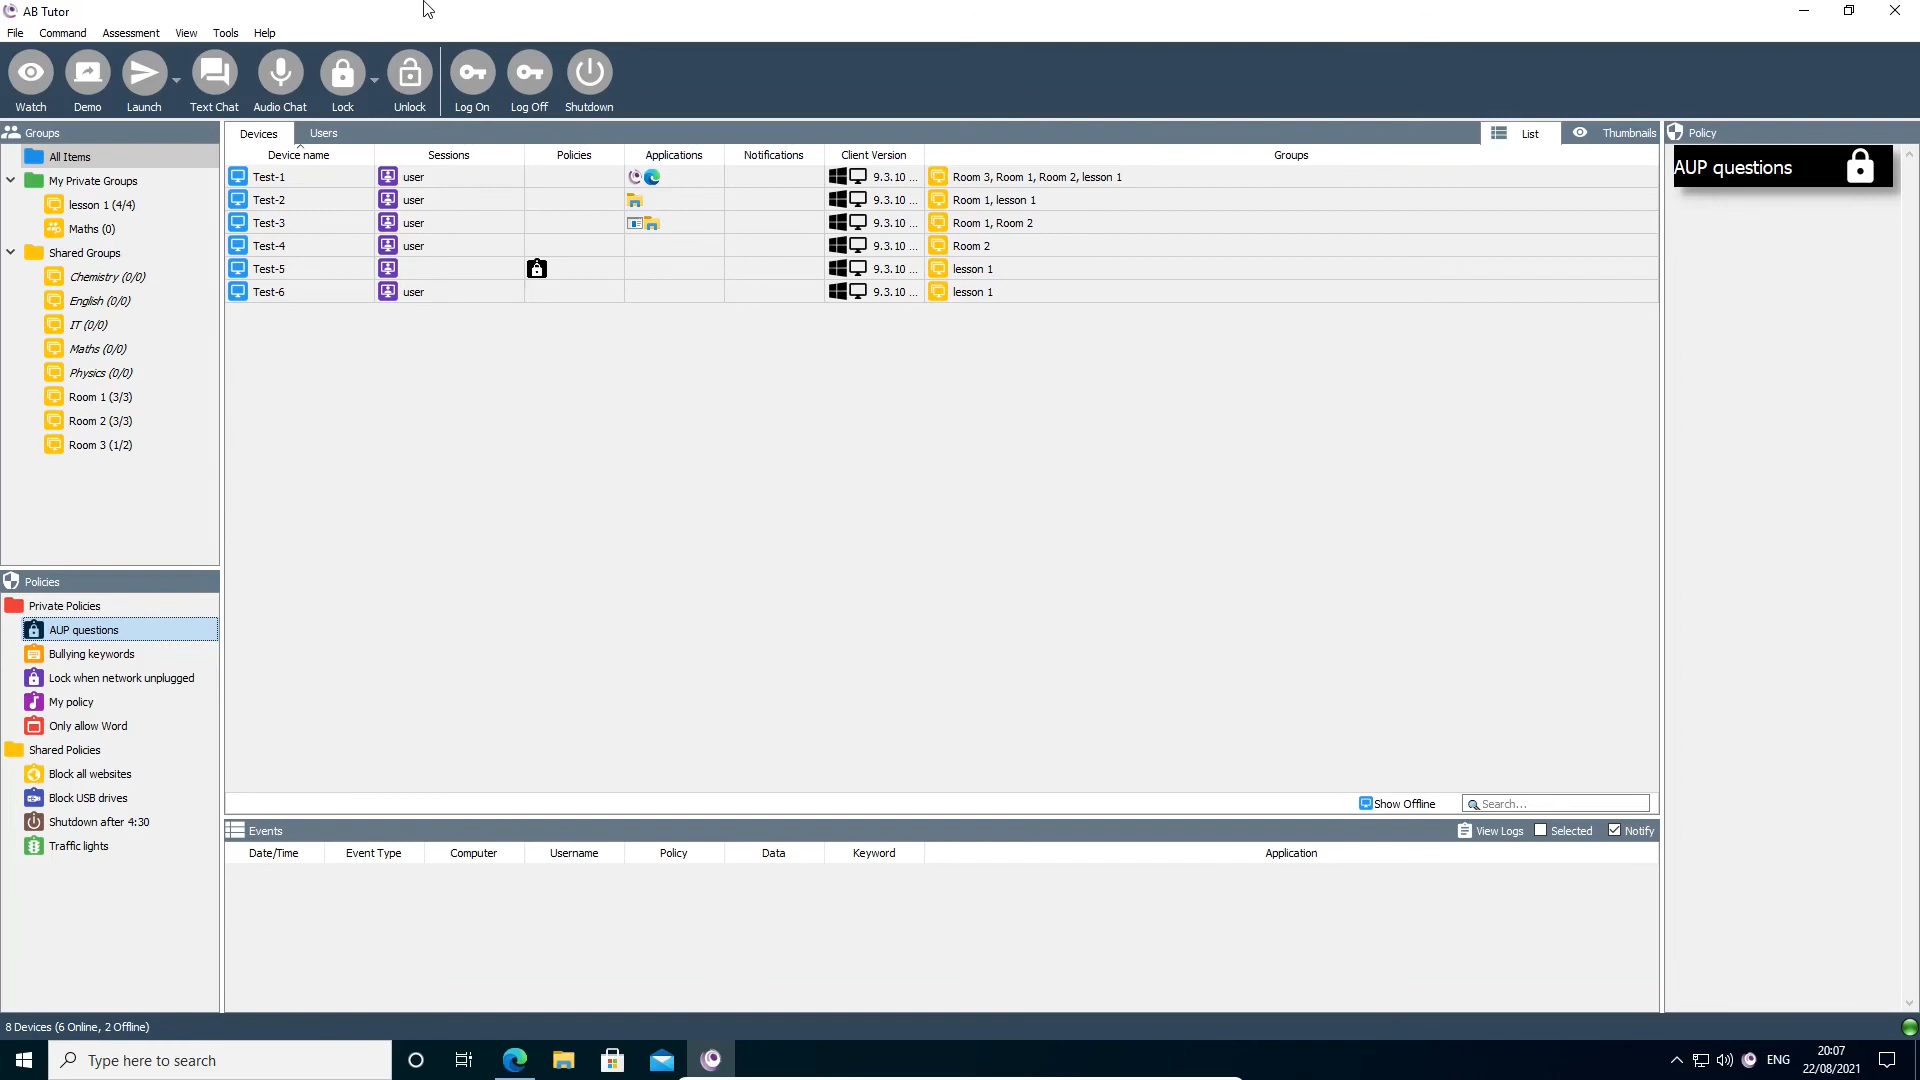 AB Tutor
File Command Assessment View Tools Help
Watch Demo Launch Text Chat Audio Chat Lock Unlock Log On Log Off Shutdown
Groups
All Items
My Private Groups
lesson 1 (4/4)
Maths (0)
Shared Groups
Chemistry (0/0)
English (0/0)
IT (0/0)
Maths (0/0)
Physics (0/0)
Room 1 (3/3)
Room 2 (3/3)
Room 3 (1/2)
Policies
Private Policies
AUP questions
Bullying keywords
Lock when network unplugged
My policy
Only allow Word
Shared Policies
Block all websites
Block USB drives
Shutdown after 4:30
Traffic lights
Devices Users List Thumbnails
Device name Sessions Policies Applications Notifications Client Version Groups
Test-1 user 9.3.10 ... Room 3, Room 1, Room 2, lesson 1
Test-2 user 9.3.10 ... Room 1, lesson 1
Test-3 user 9.3.10 ... Room 1, Room 2
Test-4 user 9.3.10 ... Room 2
Test-5 9.3.10 ... lesson 1
Test-6 user 9.3.10 ... lesson 1
Show Offline Search...
Events View Logs Selected Notify
Date/Time Event Type Computer Username Policy Data Keyword Application
Policy
AUP questions
8 Devices (6 Online, 2 Offline)
Type here to search
ENG
20:07
22/08/2021